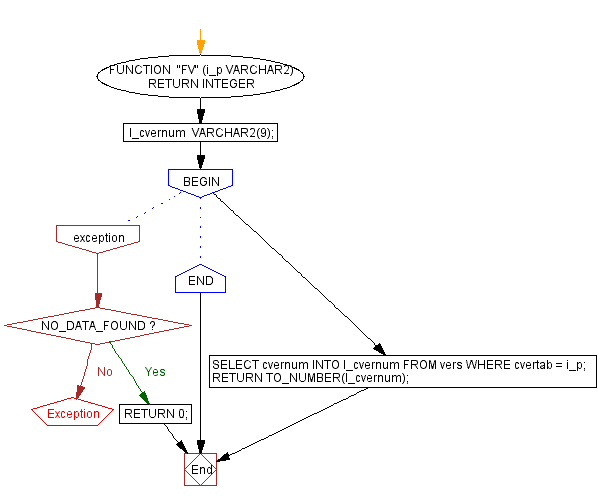 FUNCTION "FV" (i_p VARCHAR2)
RETURN INTEGER
l_cvernum VARCHAR2(9);
BEGIN
exception
END
NO_DATA_FOUND ?
SELECT cvernum INTO l_cvernum FROM vers WHERE cvertab = i_p;
RETURN TO_NUMBER(l_cvernum);
No
Yes
Exception
RETURN 0;
End